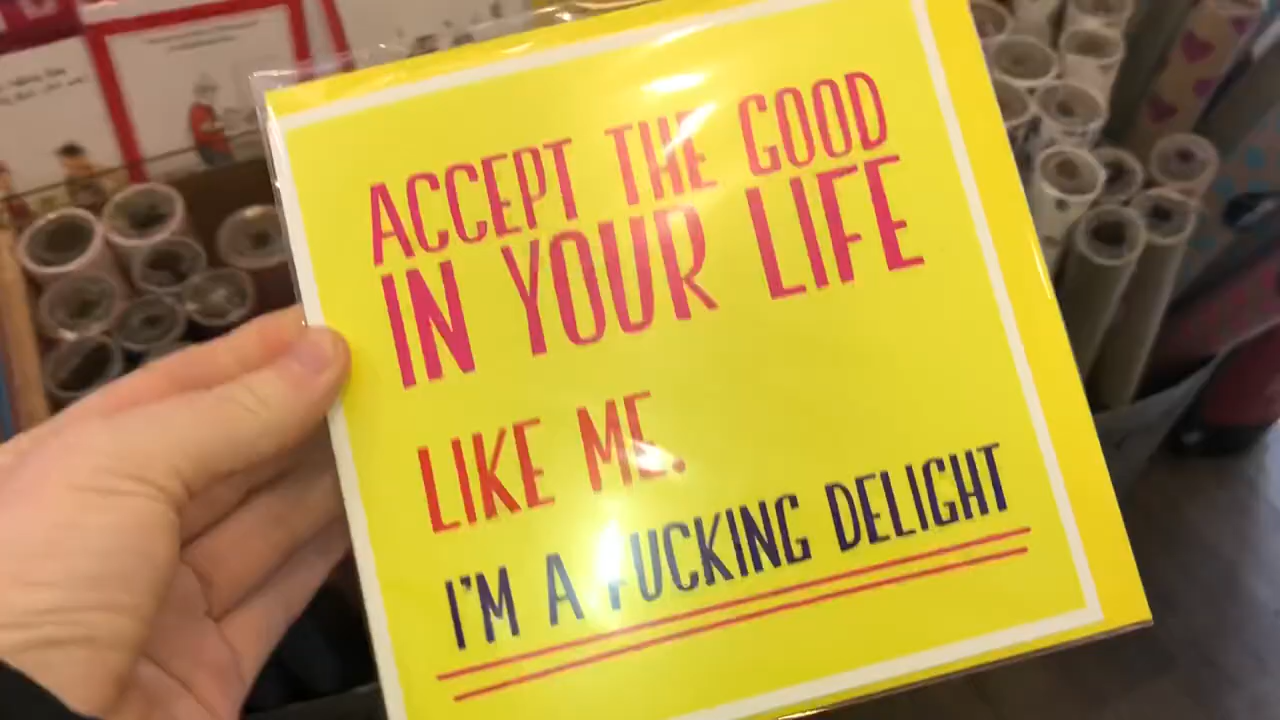 ACCEPT THE GOOD
IN YOUR LIFE
LIKE ME.
I'M A FUCKING DELIGHT